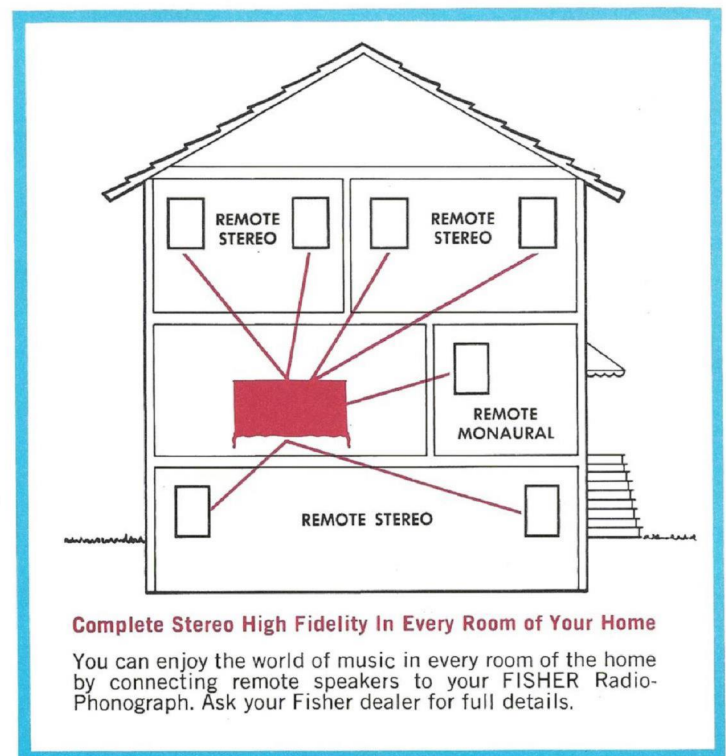 REMOTE
STEREO
REMOTE
STEREO
REMOTE
MONAURAL
REMOTE STEREO
Complete Stereo High Fidelity In Every Room of Your Home
You can enjoy the world of music in every room of the home
by connecting remote speakers to your FISHER Radio-
Phonograph. Ask your Fisher dealer for full details.